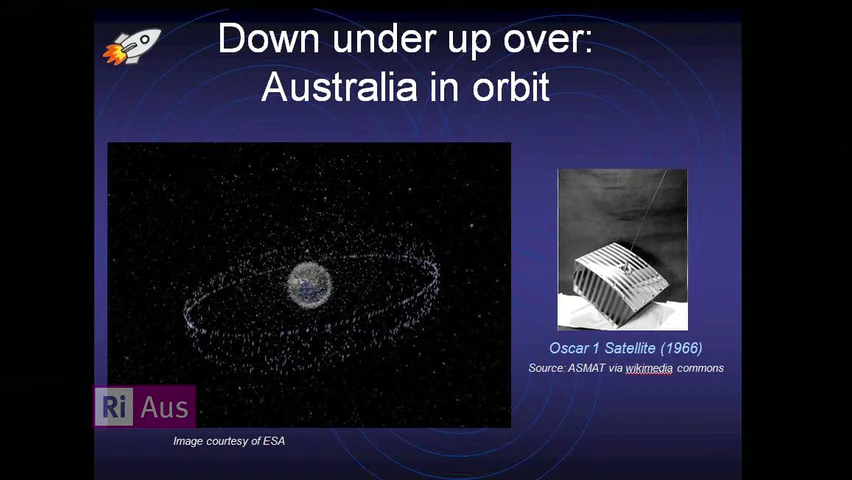 Down under up over:
Australia in orbit
Oscar 1 Satellite (1966)
Source: ASMAT via wikimedia commons
Ri Aus
Image courtesy of ESA